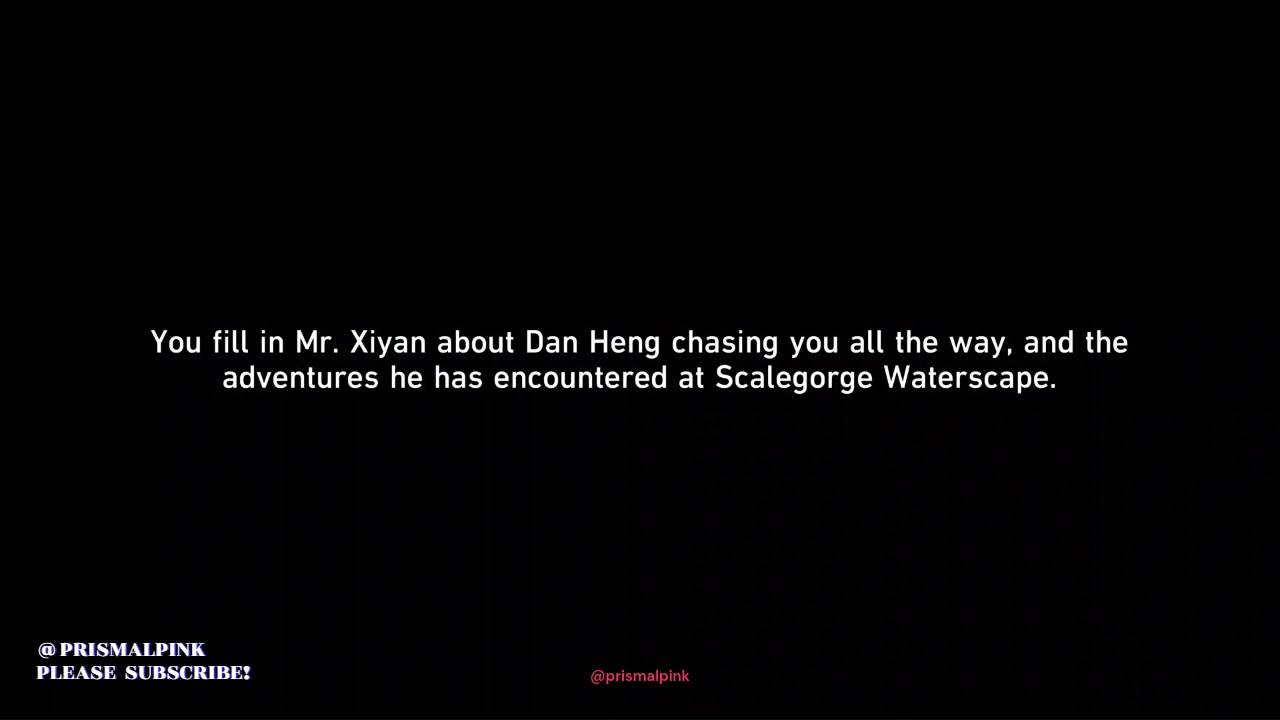 You fill in Mr. Xiyan about Dan Heng chasing you all the way, and the
adventures he has encountered at Scalegorge Waterscape.
@PRISMALPINK
PLEASE SUBSCRIBE!
@prismalpink